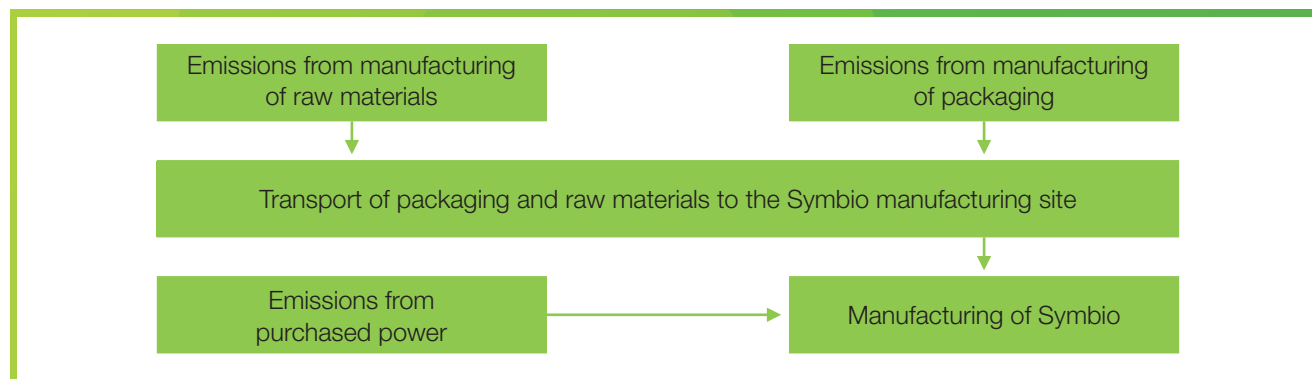 Emissions from manufacturing
of raw materials
Emissions from manufacturing
of packaging
Transport of packaging and raw materials to the Symbio manufacturing site
Emissions from
purchased power
Manufacturing of Symbio